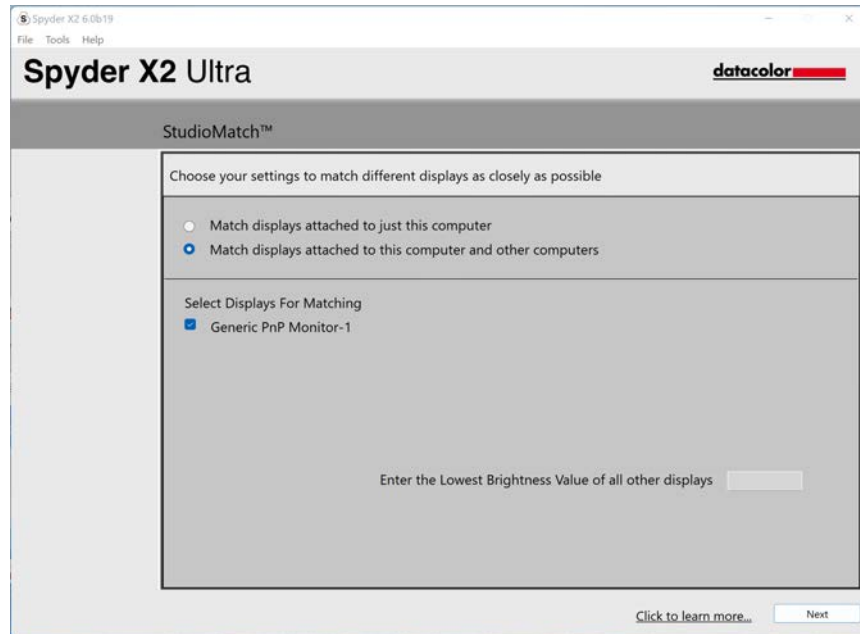 S Spyder X2 6.0b19
File Tools Help
Spyder X2 Ultra
datacolor
StudioMatch™
Choose your settings to match different displays as closely as possible
Match displays attached to just this computer
Match displays attached to this computer and other computers
Select Displays For Matching
Generic PnP Monitor-1
Enter the Lowest Brightness Value of all other displays
Click to learn more...
Next